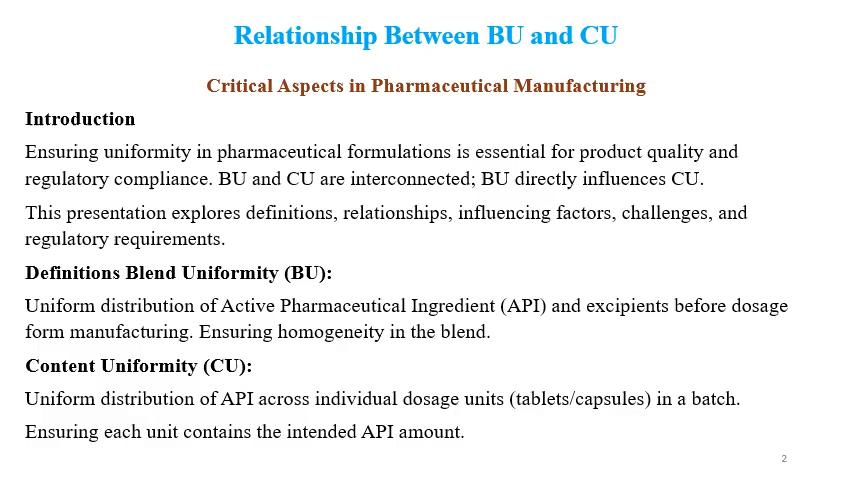 Relationship Between BU and CU
Critical Aspects in Pharmaceutical Manufacturing
Introduction
Ensuring uniformity in pharmaceutical formulations is essential for product quality and
regulatory compliance. BU and CU are interconnected; BU directly influences CU.
This presentation explores definitions, relationships, influencing factors, challenges, and
regulatory requirements.
Definitions Blend Uniformity (BU):
Uniform distribution of Active Pharmaceutical Ingredient (API) and excipients before dosage
form manufacturing. Ensuring homogeneity in the blend.
Content Uniformity (CU):
Uniform distribution of API across individual dosage units (tablets/capsules) in a batch.
Ensuring each unit contains the intended API amount.
2